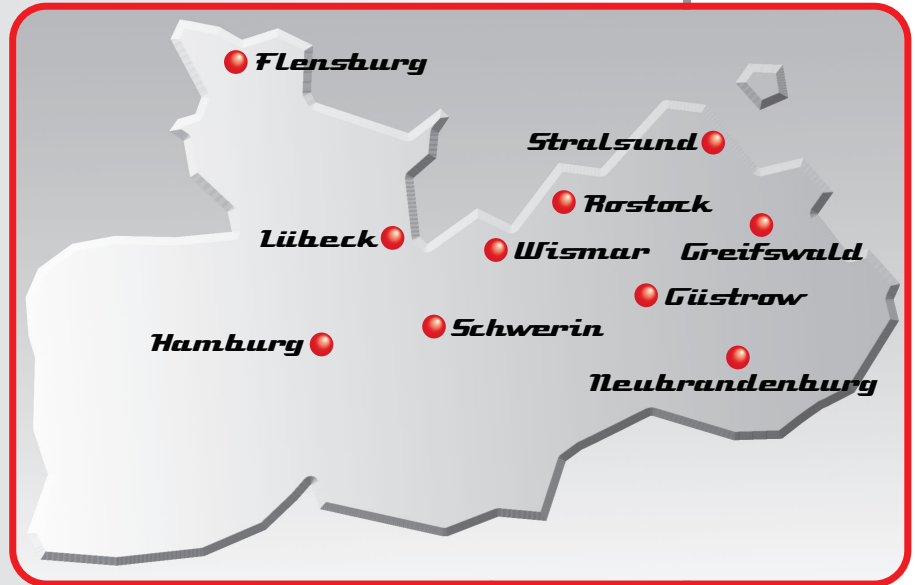 Flensburg
Stralsund
Rostock
Lübeck
Wismar
Greifswald
Güstrow
Schwerin
Hamburg
Neubrandenburg